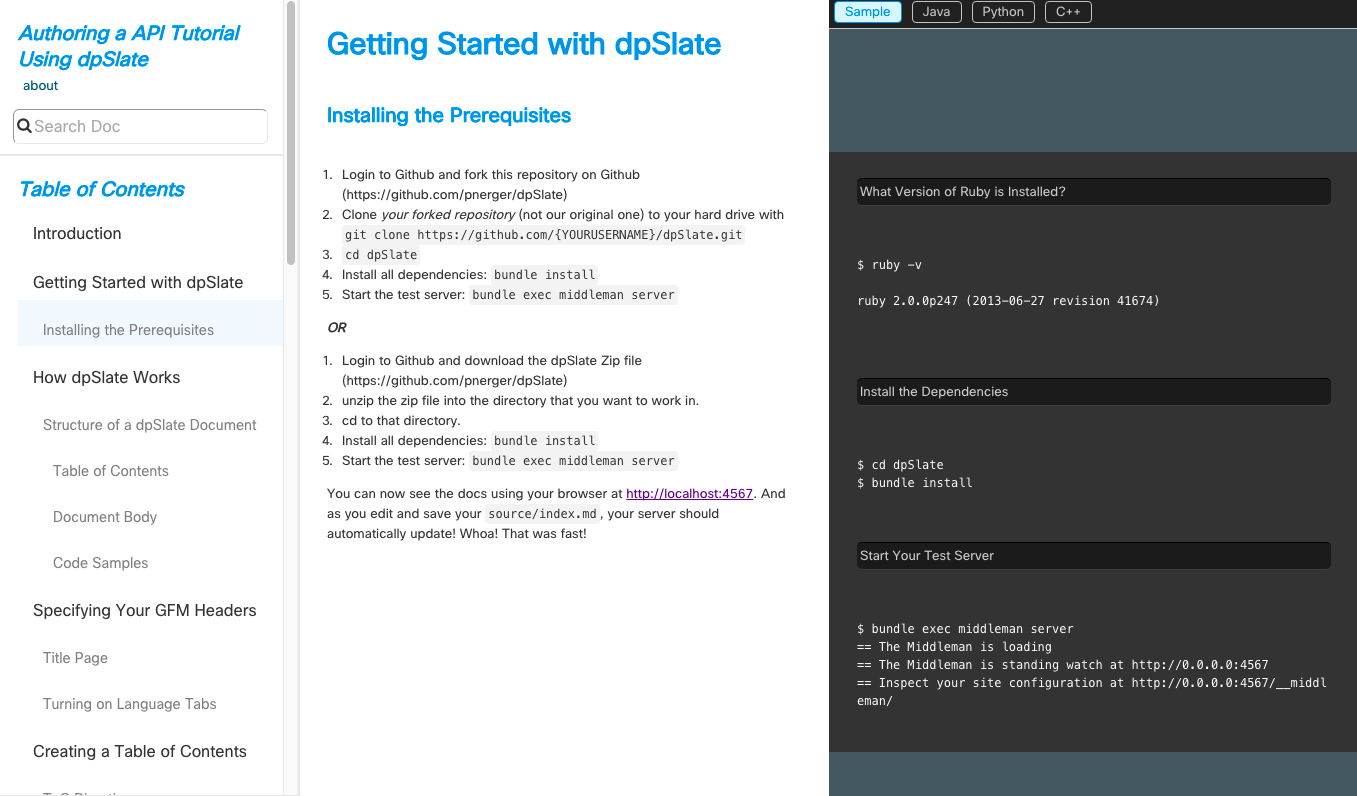 Authoring a API Tutorial
Using dpSlate
about
Search Doc
Table of Contents
Introduction
Getting Started with dpSlate
Installing the Prerequisites
How dpSlate Works
Structure of a dpSlate Document
Table of Contents
Document Body
Code Samples
Specifying Your GFM Headers
Title Page
Turning on Language Tabs
Creating a Table of Contents
Getting Started with dpSlate
Installing the Prerequisites
1. Login to Github and fork this repository on Github
(https://github.com/pnerger/dpSlate)
2. Clone your forked repository (not our original one) to your hard drive with
git clone https://github.com/{YOURUSERNAME}/dpSlate.git
3. cd dpSlate
4. Install all dependencies: bundle install
5. Start the test server: bundle exec middleman server
OR
1. Login to Github and download the dpSlate Zip file
(https://github.com/pnerger/dpSlate)
2. unzip the zip file into the directory that you want to work in.
3. cd to that directory.
4. Install all dependencies: bundle install
5. Start the test server: bundle exec middleman server
You can now see the docs using your browser at http://localhost:4567. And
as you edit and save your source/index.md, your server should
automatically update! Whoa! That was fast!
Sample Java Python C++
What Version of Ruby is Installed?
$ ruby -v
ruby 2.0.0p247 (2013-06-27 revision 41674)
Install the Dependencies
$ cd dpSlate
$ bundle install
Start Your Test Server
$ bundle exec middleman server
== The Middleman is loading
== The Middleman is standing watch at http://0.0.0.0:4567
== Inspect your site configuration at http://0.0.0.0:4567/__middl
eman/